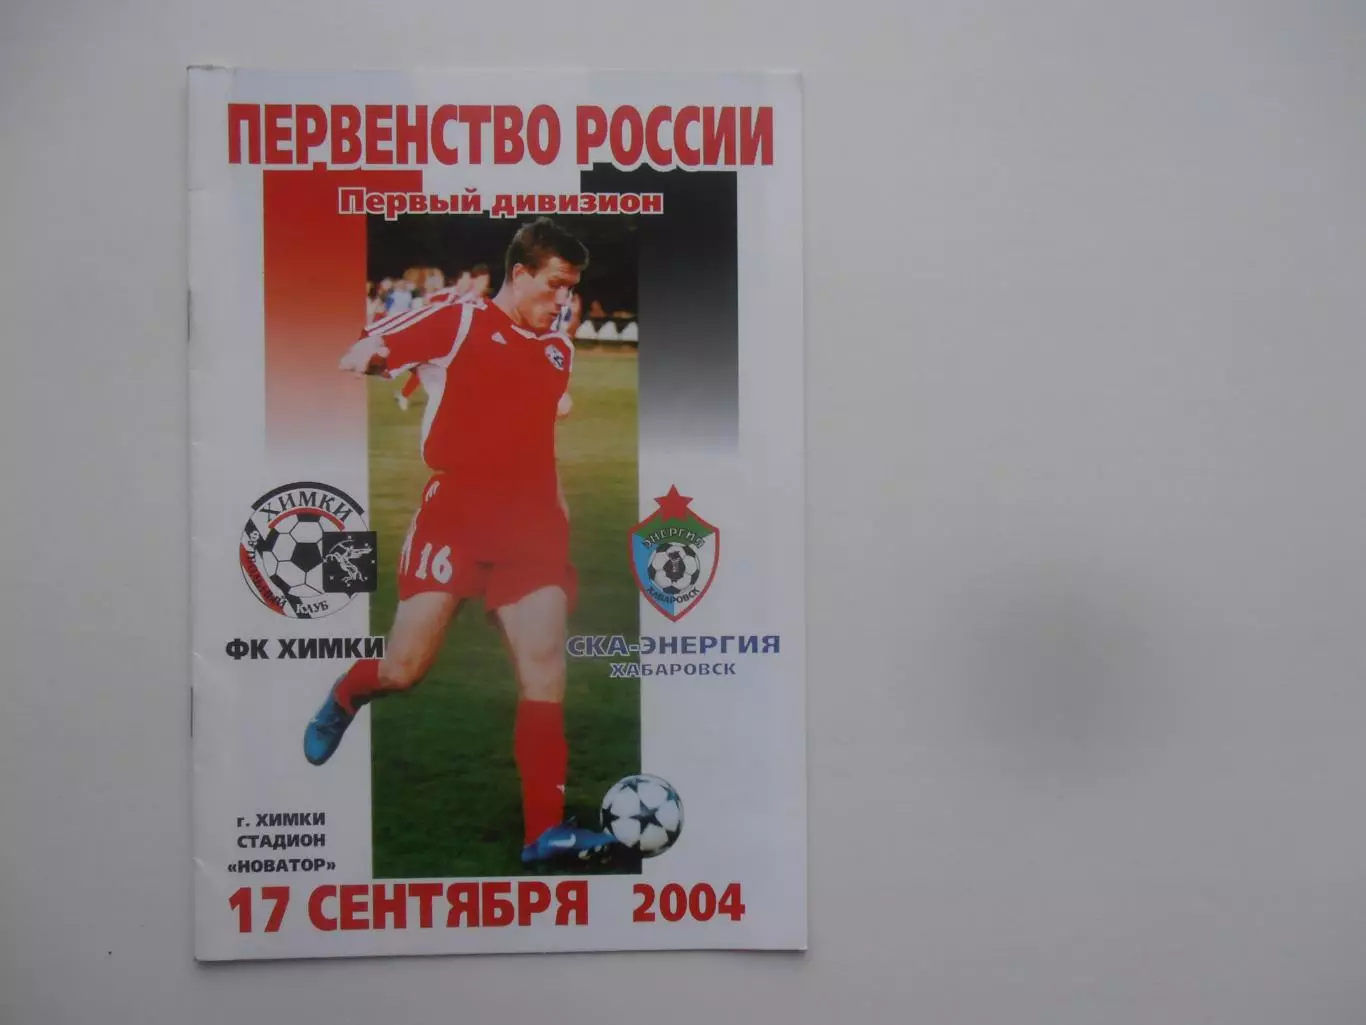 ПЕРВЕНСТВО РОССИИ
Первый дивизион
ХИМКИ
ФУТБОЛЬНЫЙ КЛУБ
ФК ХИМКИ
16
ЭНЕРГИЯ
ХАБАРОВСК
СКА-ЭНЕРГИЯ
ХАБАРОВСК
г. ХИМКИ
СТАДИОН
«НОВАТОР»
17 СЕНТЯБРЯ 2004